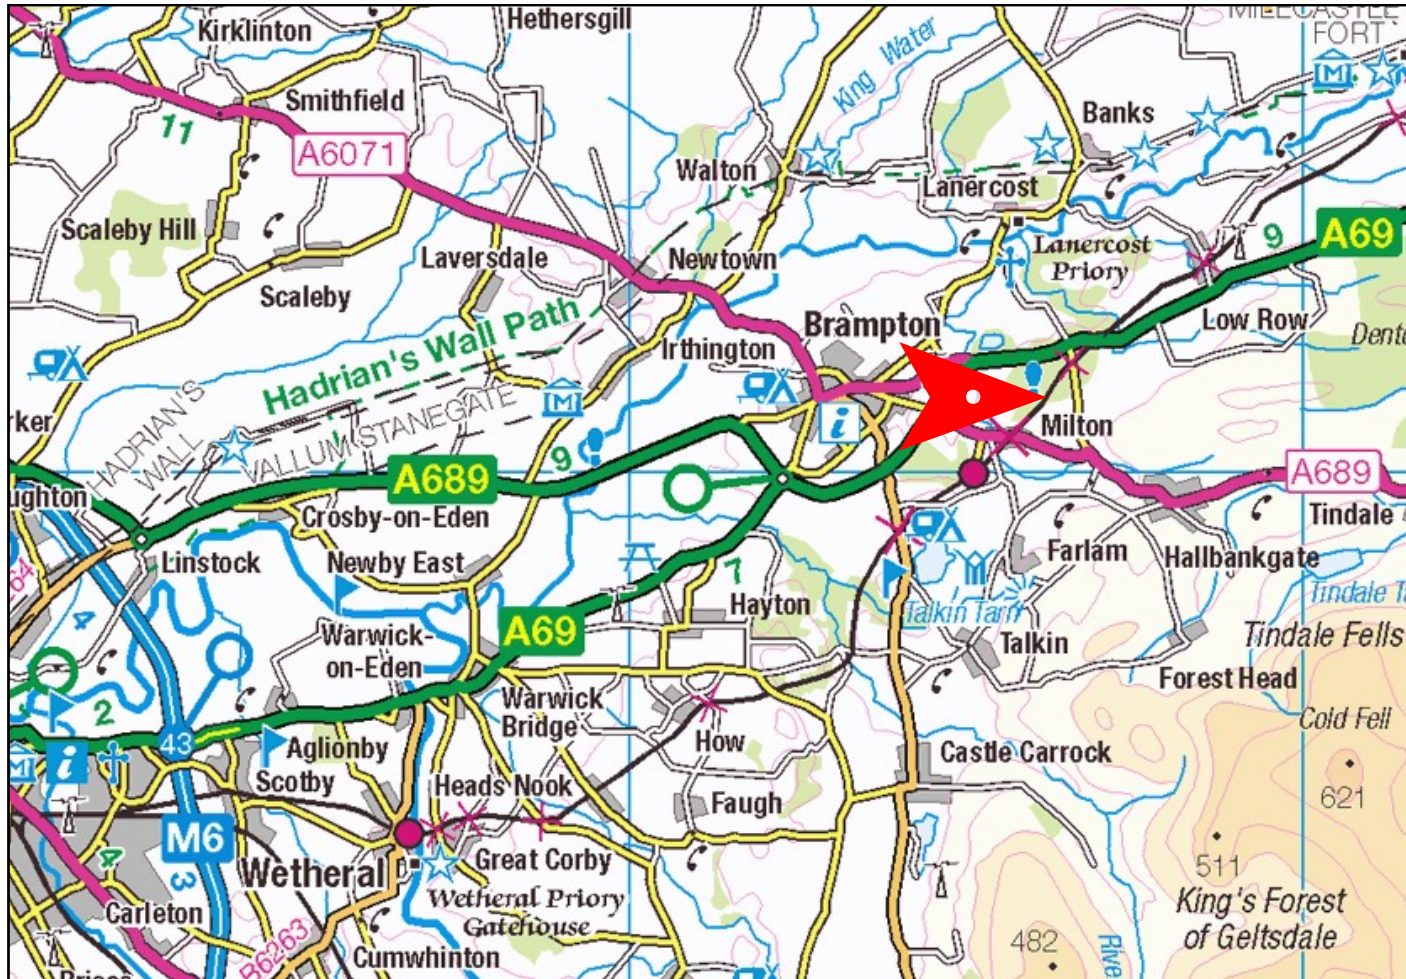 MILECASTLE
FORT
Kirklinton
Hethersgill
King Water
Smithfield
11
A6071
Banks
Walton
Lanercost
Scaleby Hill
Laversdale
Newtown
Lanercost
Priory
9
A69
Scaleby
Brampton
Low Row
Hadrian's Wall Path
Irthington
HADRIAN'S
WALL
VALLUM
STANEGATE
i
Milton
9
A689
A689
Crosby-on-Eden
Tindale
Linstock
Newby East
Farlam
Hallbankgate
4
7
Hayton
Talkin Tarn
A69
Warwick-
on-Eden
Talkin
Tindale Fells
Forest Head
2
Warwick
Bridge
Cold Fell
43
How
Aglionby
Castle Carrock
i
Scotby
Heads Nook
Faugh
621
M6
4
3
Great Corby
511
Wetheral
Wetheral Priory
Gatehouse
King's Forest
of Geltsdale
Carleton
B6263
Cumwhinton
482